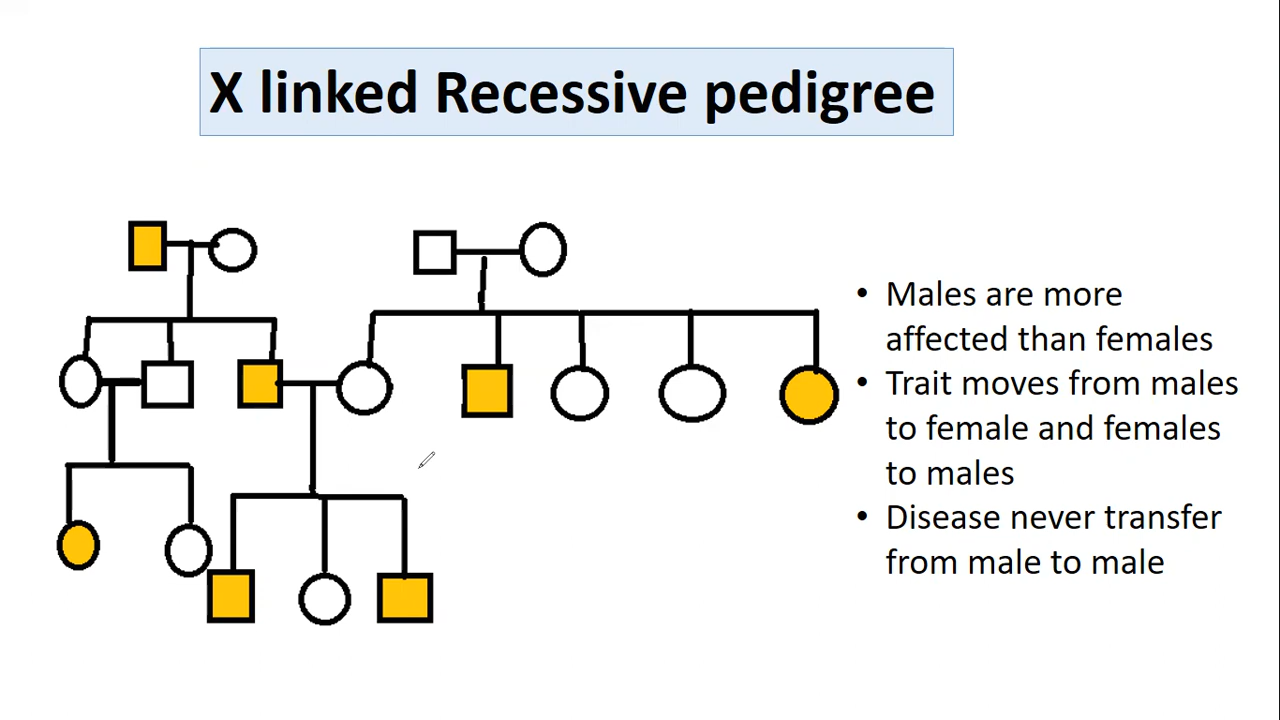 X linked Recessive pedigree
• Males are more
affected than females
• Trait moves from males
to female and females
to males
• Disease never transfer
from male to male